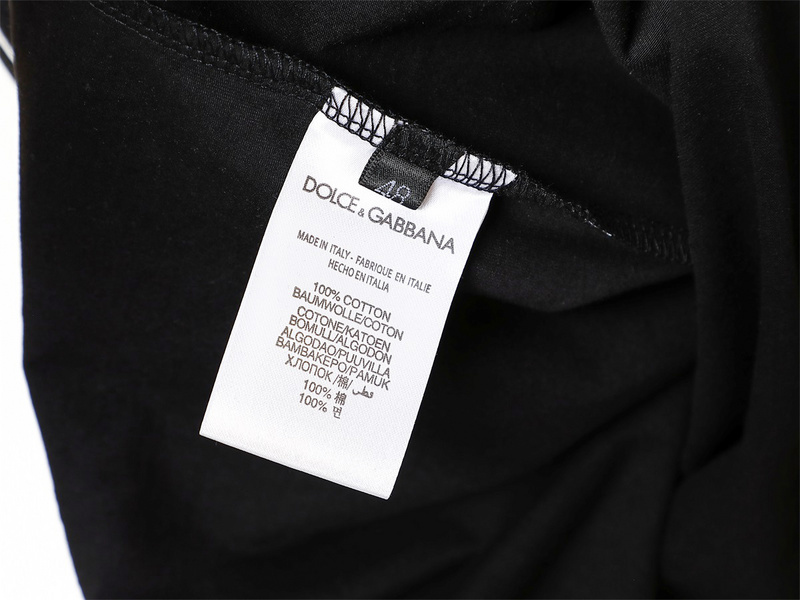 48
DOLCE & GABBANA
MADE IN ITALY - FABRIQUE EN ITALIE
HECHO EN ITALIA
100% COTTON
BAUMWOLLE/COTON
COTONE/KATOEN
BOMULL/ALGODON
ALGODAO/PUUVILLA
BAMBAKEPO/PAMUK
ХЛОПОК /棉/ قطن
100% 棉
100% 면